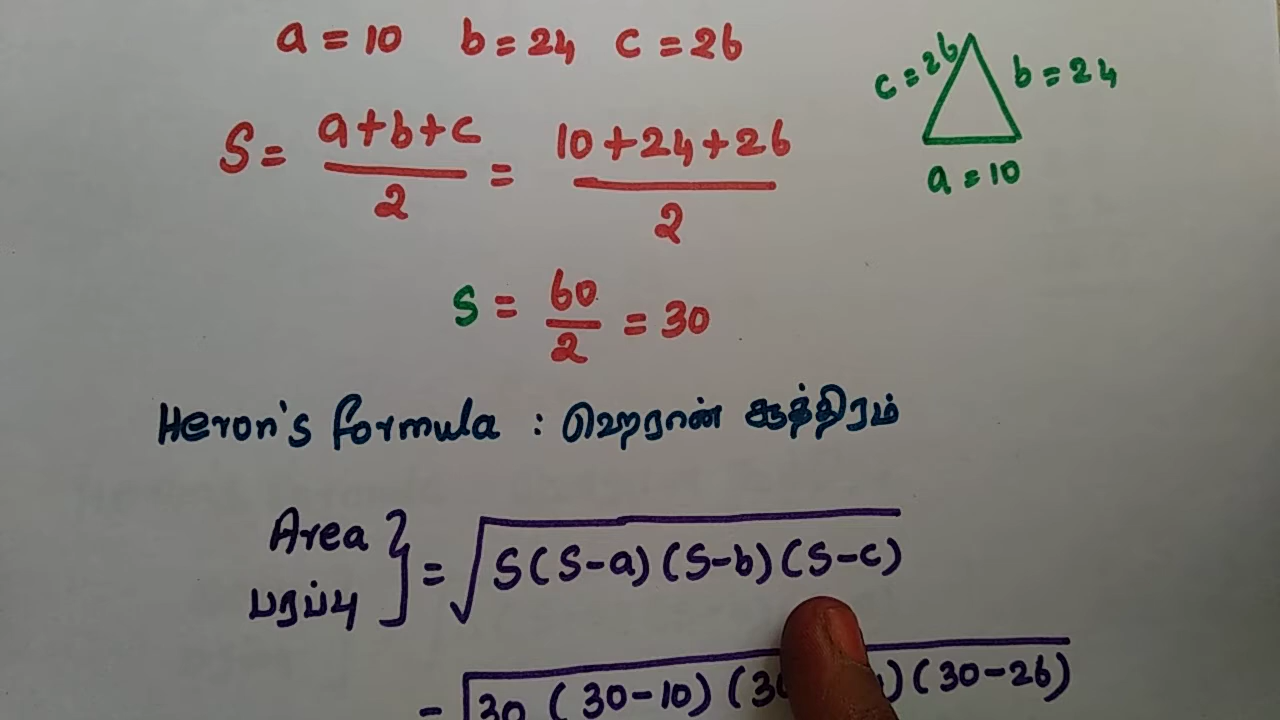 a = 10 b = 24 c = 26
c = 26 b = 24
a = 10
S = a+b+c / 2 = 10+24+26 / 2
S = 60 / 2 = 30
Heron's formula : ஹெரான் சூத்திரம்
Area
பரப்பு } = √S(S-a)(S-b)(S-c)
= √30 (30-10) (30 ) (30-26)